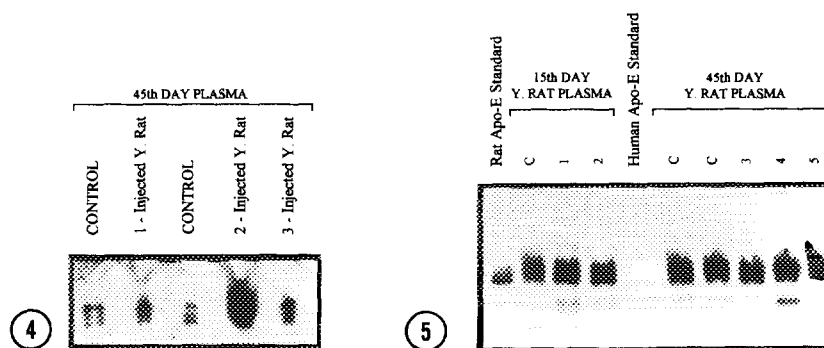 45th DAY PLASMA
CONTROL
1 - Injected Y. Rat
CONTROL
2 - Injected Y. Rat
3 - Injected Y. Rat
4
Rat Apo-E Standard
15th DAY
Y. RAT PLASMA
C
1
2
Human Apo-E Standard
45th DAY
Y. RAT PLASMA
C
C
3
4
5
5